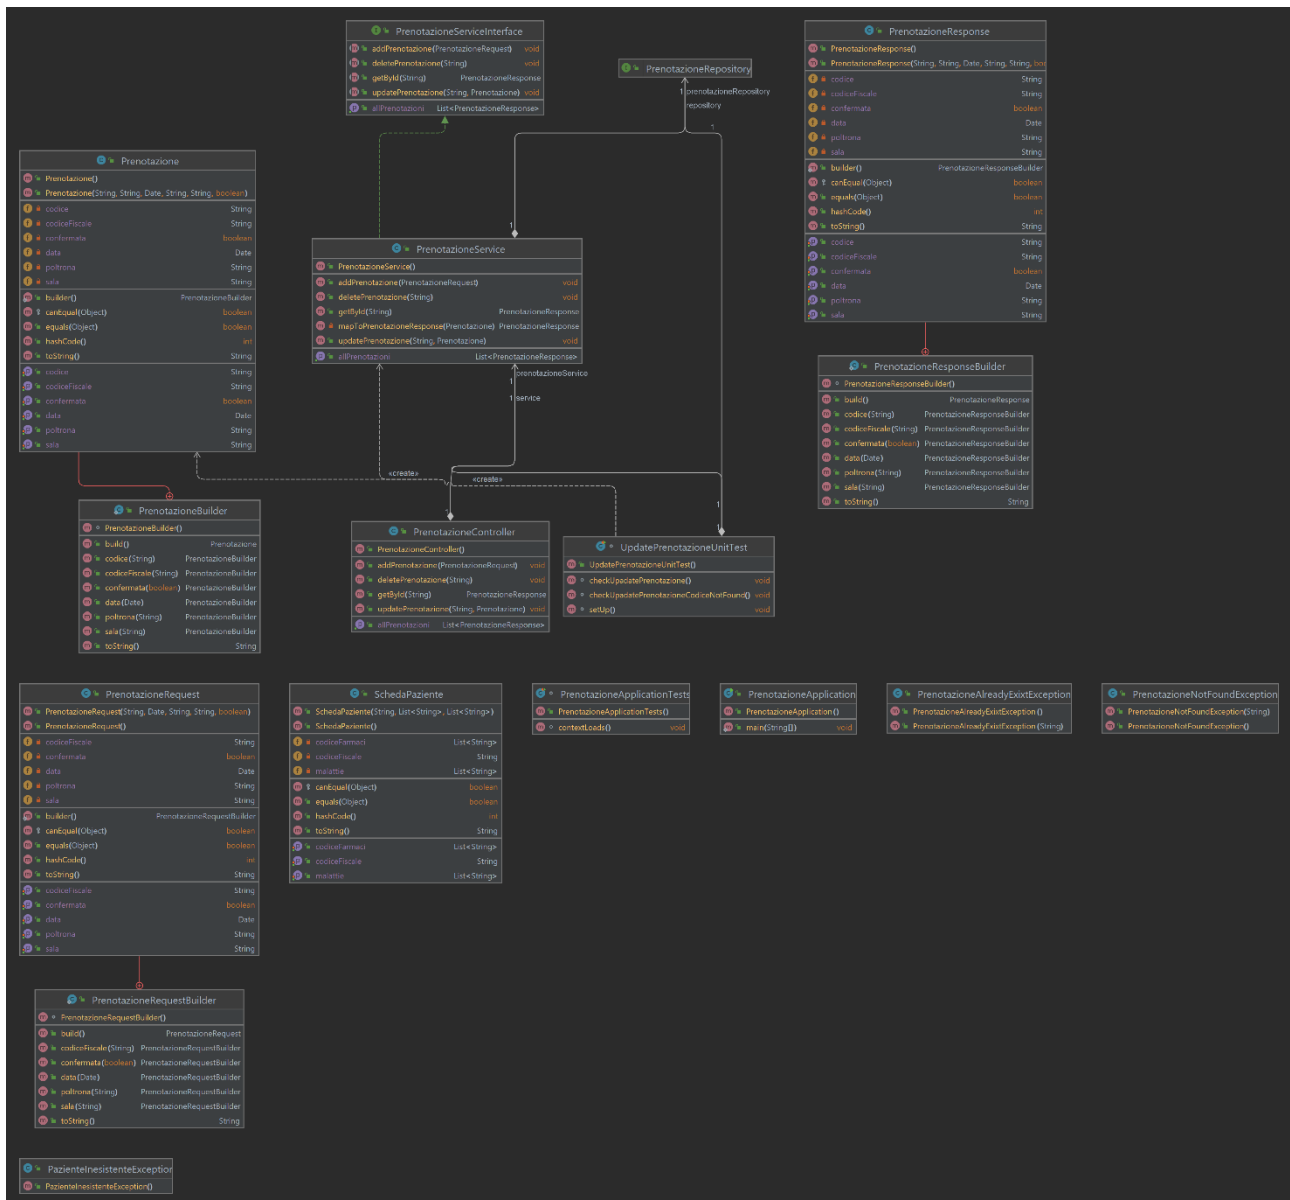 PrenotazioneServiceInterface
addPrenotazione(PrenotazioneRequest) void
deletePrenotazione(String) void
getById(String) PrenotazioneResponse
updatePrenotazione(String, Prenotazione) void
allPrenotazioni List<PrenotazioneResponse>
PrenotazioneRepository
1 prenotazioneRepository
repository
1
PrenotazioneResponse
PrenotazioneResponse()
PrenotazioneResponse(String, String, Date, String, String, boo
codice String
codiceFiscale String
confermata boolean
data Date
poltrona String
sala String
builder() PrenotazioneResponseBuilder
canEqual(Object) boolean
equals(Object) boolean
hashCode() int
toString() String
codice String
codiceFiscale String
confermata boolean
data Date
poltrona String
sala String
Prenotazione
Prenotazione()
Prenotazione(String, String, Date, String, String, boolean)
codice String
codiceFiscale String
confermata boolean
data Date
poltrona String
sala String
builder() PrenotazioneBuilder
canEqual(Object) boolean
equals(Object) boolean
hashCode() int
toString() String
codice String
codiceFiscale String
confermata boolean
data Date
poltrona String
sala String
1
PrenotazioneService
PrenotazioneService()
addPrenotazione(PrenotazioneRequest) void
deletePrenotazione(String) void
getById(String) PrenotazioneResponse
mapToPrenotazioneResponse(Prenotazione) PrenotazioneResponse
updatePrenotazione(String, Prenotazione) void
allPrenotazioni List<PrenotazioneResponse>
prenotazioneService
1
1 service
PrenotazioneResponseBuilder
PrenotazioneResponseBuilder()
build() PrenotazioneResponse
codice(String) PrenotazioneResponseBuilder
codiceFiscale(String) PrenotazioneResponseBuilder
confermata(boolean) PrenotazioneResponseBuilder
data(Date) PrenotazioneResponseBuilder
poltrona(String) PrenotazioneResponseBuilder
sala(String) PrenotazioneResponseBuilder
toString() String
«create»
«create»
1
1
1
PrenotazioneBuilder
PrenotazioneBuilder()
build() Prenotazione
codice(String) PrenotazioneBuilder
codiceFiscale(String) PrenotazioneBuilder
confermata(boolean) PrenotazioneBuilder
data(Date) PrenotazioneBuilder
poltrona(String) PrenotazioneBuilder
sala(String) PrenotazioneBuilder
toString() String
PrenotazioneController
PrenotazioneController()
addPrenotazione(PrenotazioneRequest) void
deletePrenotazione(String) void
getById(String) PrenotazioneResponse
updatePrenotazione(String, Prenotazione) void
allPrenotazioni List<PrenotazioneResponse>
UpdatePrenotazioneUnitTest
UpdatePrenotazioneUnitTest()
checkUpadatePrenotazione() void
checkUpadatePrenotazioneCodiceNotFound() void
setUp() void
PrenotazioneRequest
PrenotazioneRequest(String, Date, String, String, boolean)
PrenotazioneRequest()
codiceFiscale String
confermata boolean
data Date
poltrona String
sala String
builder() PrenotazioneRequestBuilder
canEqual(Object) boolean
equals(Object) boolean
hashCode() int
toString() String
codiceFiscale String
confermata boolean
data Date
poltrona String
sala String
SchedaPaziente
SchedaPaziente(String, List<String>, List<String>)
SchedaPaziente()
codiceFarmaci List<String>
codiceFiscale String
malattie List<String>
canEqual(Object) boolean
equals(Object) boolean
hashCode() int
toString() String
codiceFarmaci List<String>
codiceFiscale String
malattie List<String>
PrenotazioneApplicationTests
PrenotazioneApplicationTests()
contextLoads() void
PrenotazioneApplication
PrenotazioneApplication()
main(String[]) void
PrenotazioneAlreadyExixtException
PrenotazioneAlreadyExixtException()
PrenotazioneAlreadyExixtException(String)
PrenotazioneNotFoundException
PrenotazioneNotFoundException(String)
PrenotazioneNotFoundException()
PrenotazioneRequestBuilder
PrenotazioneRequestBuilder()
build() PrenotazioneRequest
codiceFiscale(String) PrenotazioneRequestBuilder
confermata(boolean) PrenotazioneRequestBuilder
data(Date) PrenotazioneRequestBuilder
poltrona(String) PrenotazioneRequestBuilder
sala(String) PrenotazioneRequestBuilder
toString() String
PazienteInesistenteException
PazienteInesistenteException()